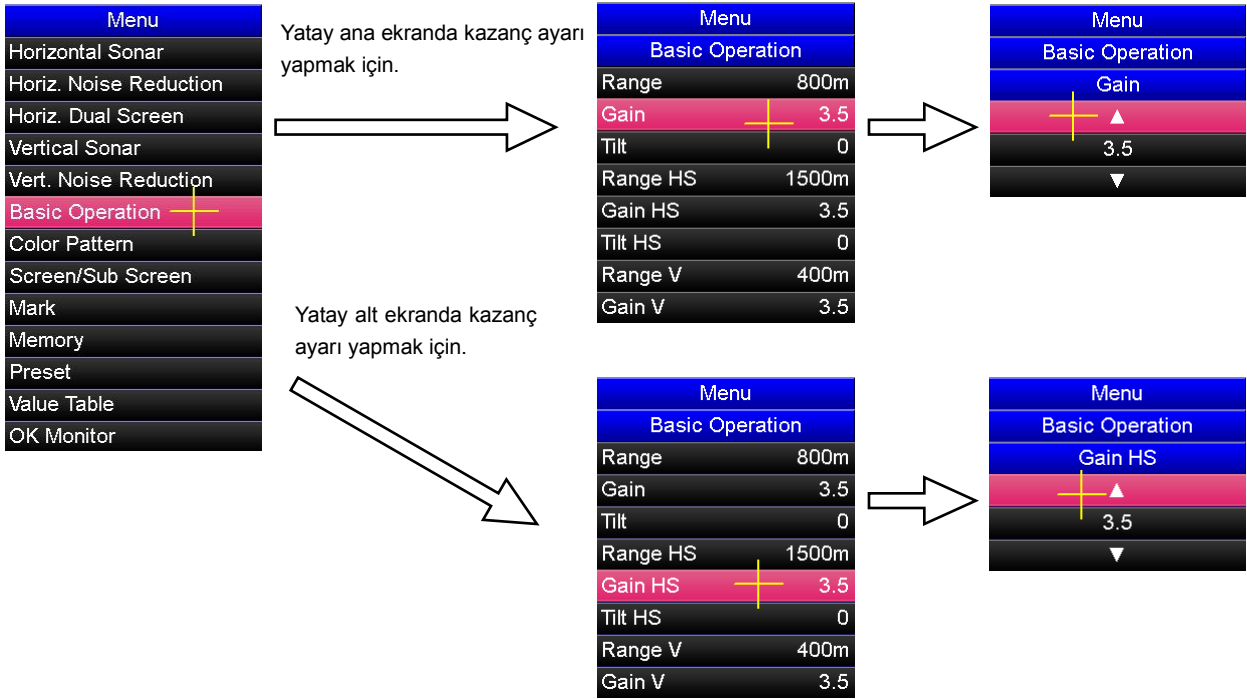 Menu
Horizontal Sonar
Horiz. Noise Reduction
Horiz. Dual Screen
Vertical Sonar
Vert. Noise Reduction
Basic Operation
Color Pattern
Screen/Sub Screen
Mark
Memory
Preset
Value Table
OK Monitor
Yatay ana ekranda kazanç ayarı
yapmak için.
Menu
Basic Operation
Range 800m
Gain 3.5
Tilt 0
Range HS 1500m
Gain HS 3.5
Tilt HS 0
Range V 400m
Gain V 3.5
Menu
Basic Operation
Gain
▲
3.5
▼
Yatay alt ekranda kazanç
ayarı yapmak için.
Menu
Basic Operation
Range 800m
Gain 3.5
Tilt 0
Range HS 1500m
Gain HS 3.5
Tilt HS 0
Range V 400m
Gain V 3.5
Menu
Basic Operation
Gain HS
▲
3.5
▼